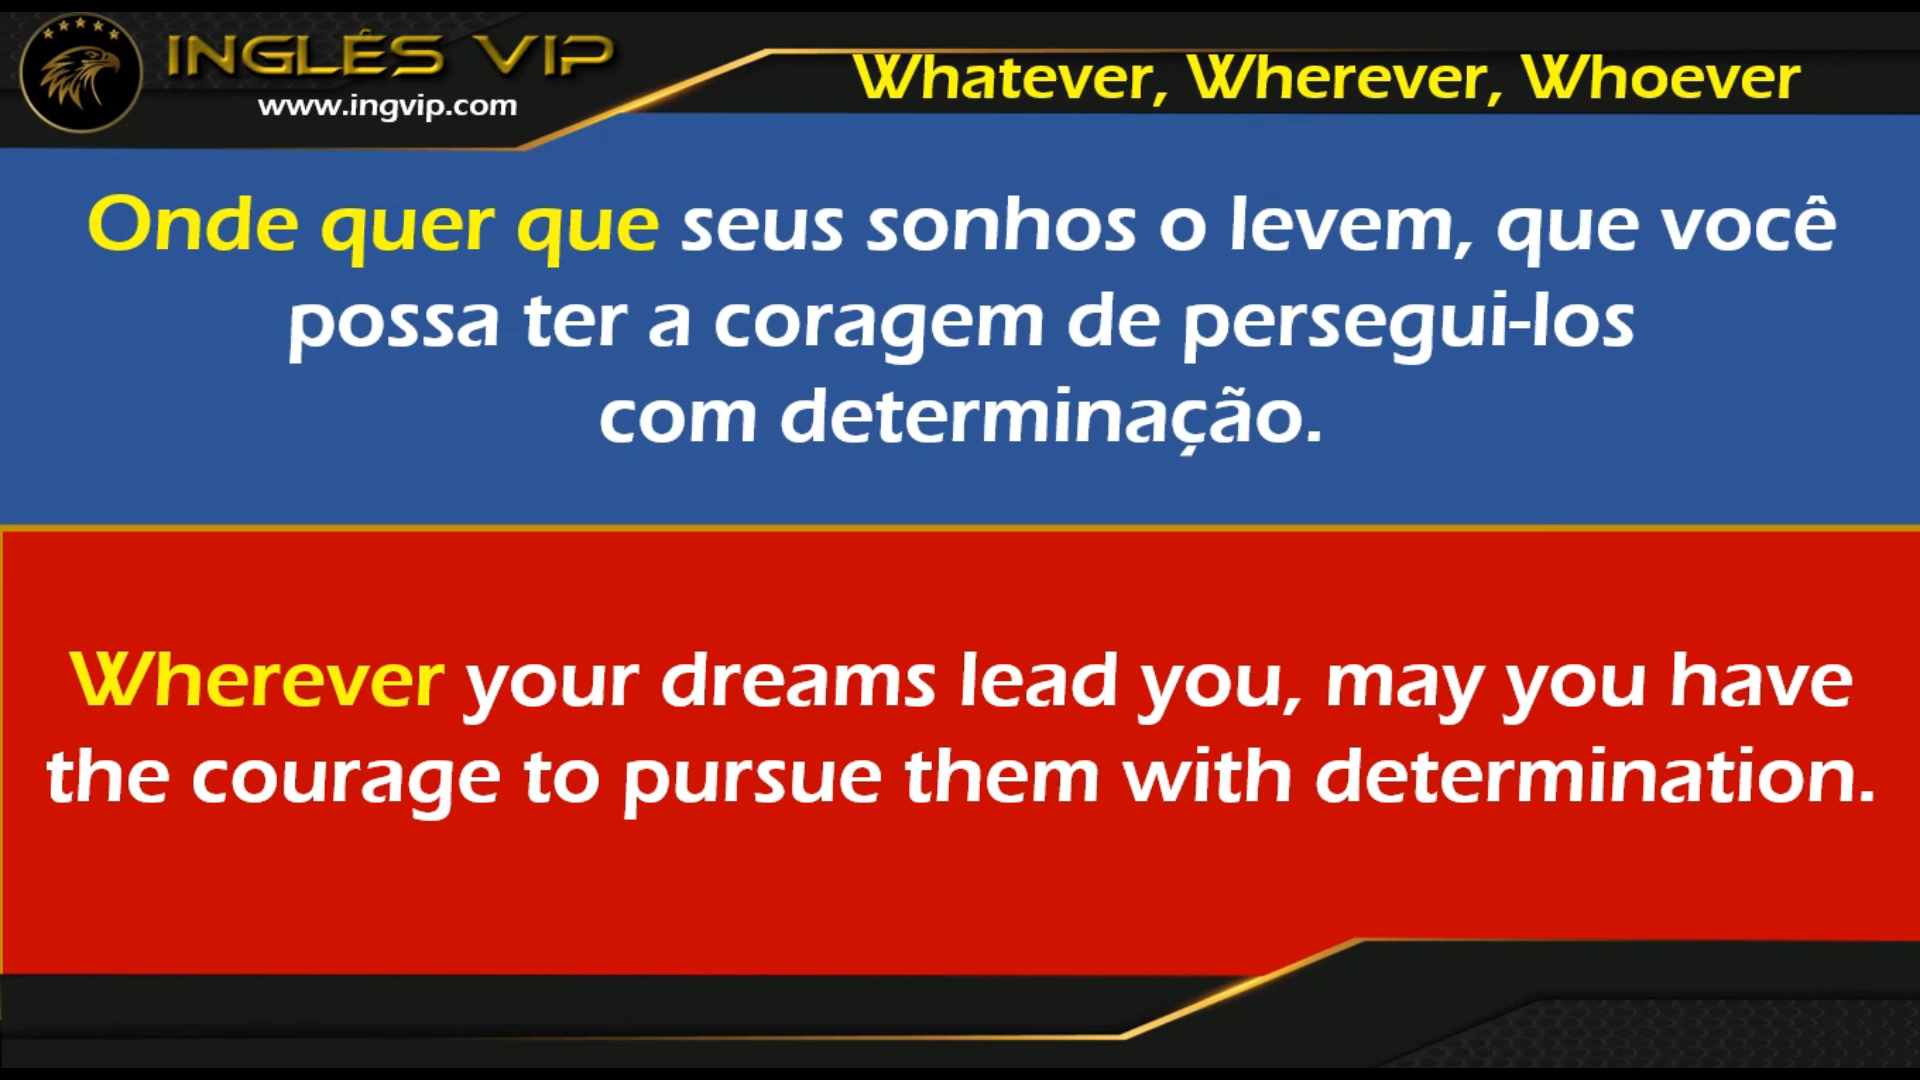 INGLÊS VIP
www.ingvip.com
Whatever, Wherever, Whoever
Onde quer que seus sonhos o levem, que você
possa ter a coragem de persegui-los
com determinação.
Wherever your dreams lead you, may you have
the courage to pursue them with determination.